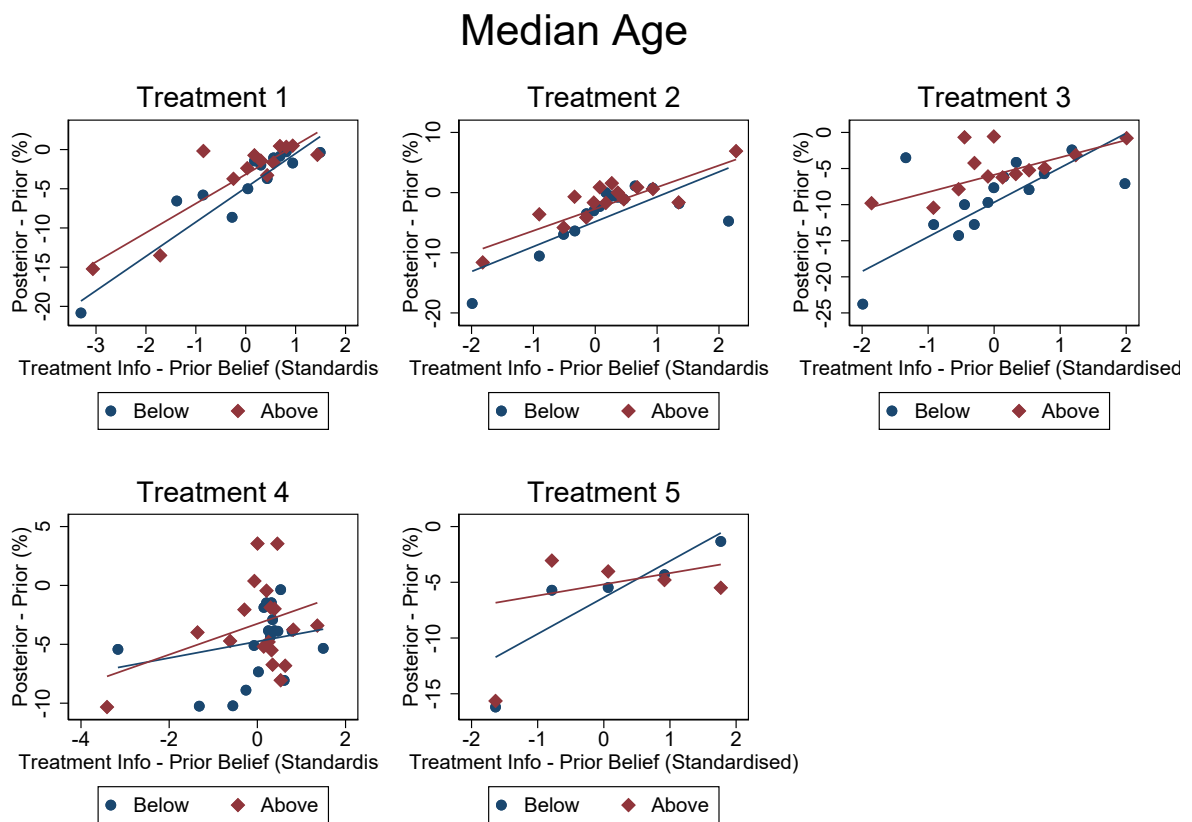 Median Age
Treatment 1
Posterior - Prior (%)
0
-5
-10
-15
-20
-3 -2 -1 0 1 2
Treatment Info - Prior Belief (Standardis
Below Above
Treatment 2
Posterior - Prior (%)
10
0
-10
-20
-2 -1 0 1 2
Treatment Info - Prior Belief (Standardis
Below Above
Treatment 3
Posterior - Prior (%)
0
-5
-10
-15
-20
-25
-2 -1 0 1 2
Treatment Info - Prior Belief (Standardised)
Below Above
Treatment 4
Posterior - Prior (%)
5
0
-5
-10
-4 -2 0 2
Treatment Info - Prior Belief (Standardis
Below Above
Treatment 5
Posterior - Prior (%)
0
-5
-10
-15
-2 -1 0 1 2
Treatment Info - Prior Belief (Standardised)
Below Above